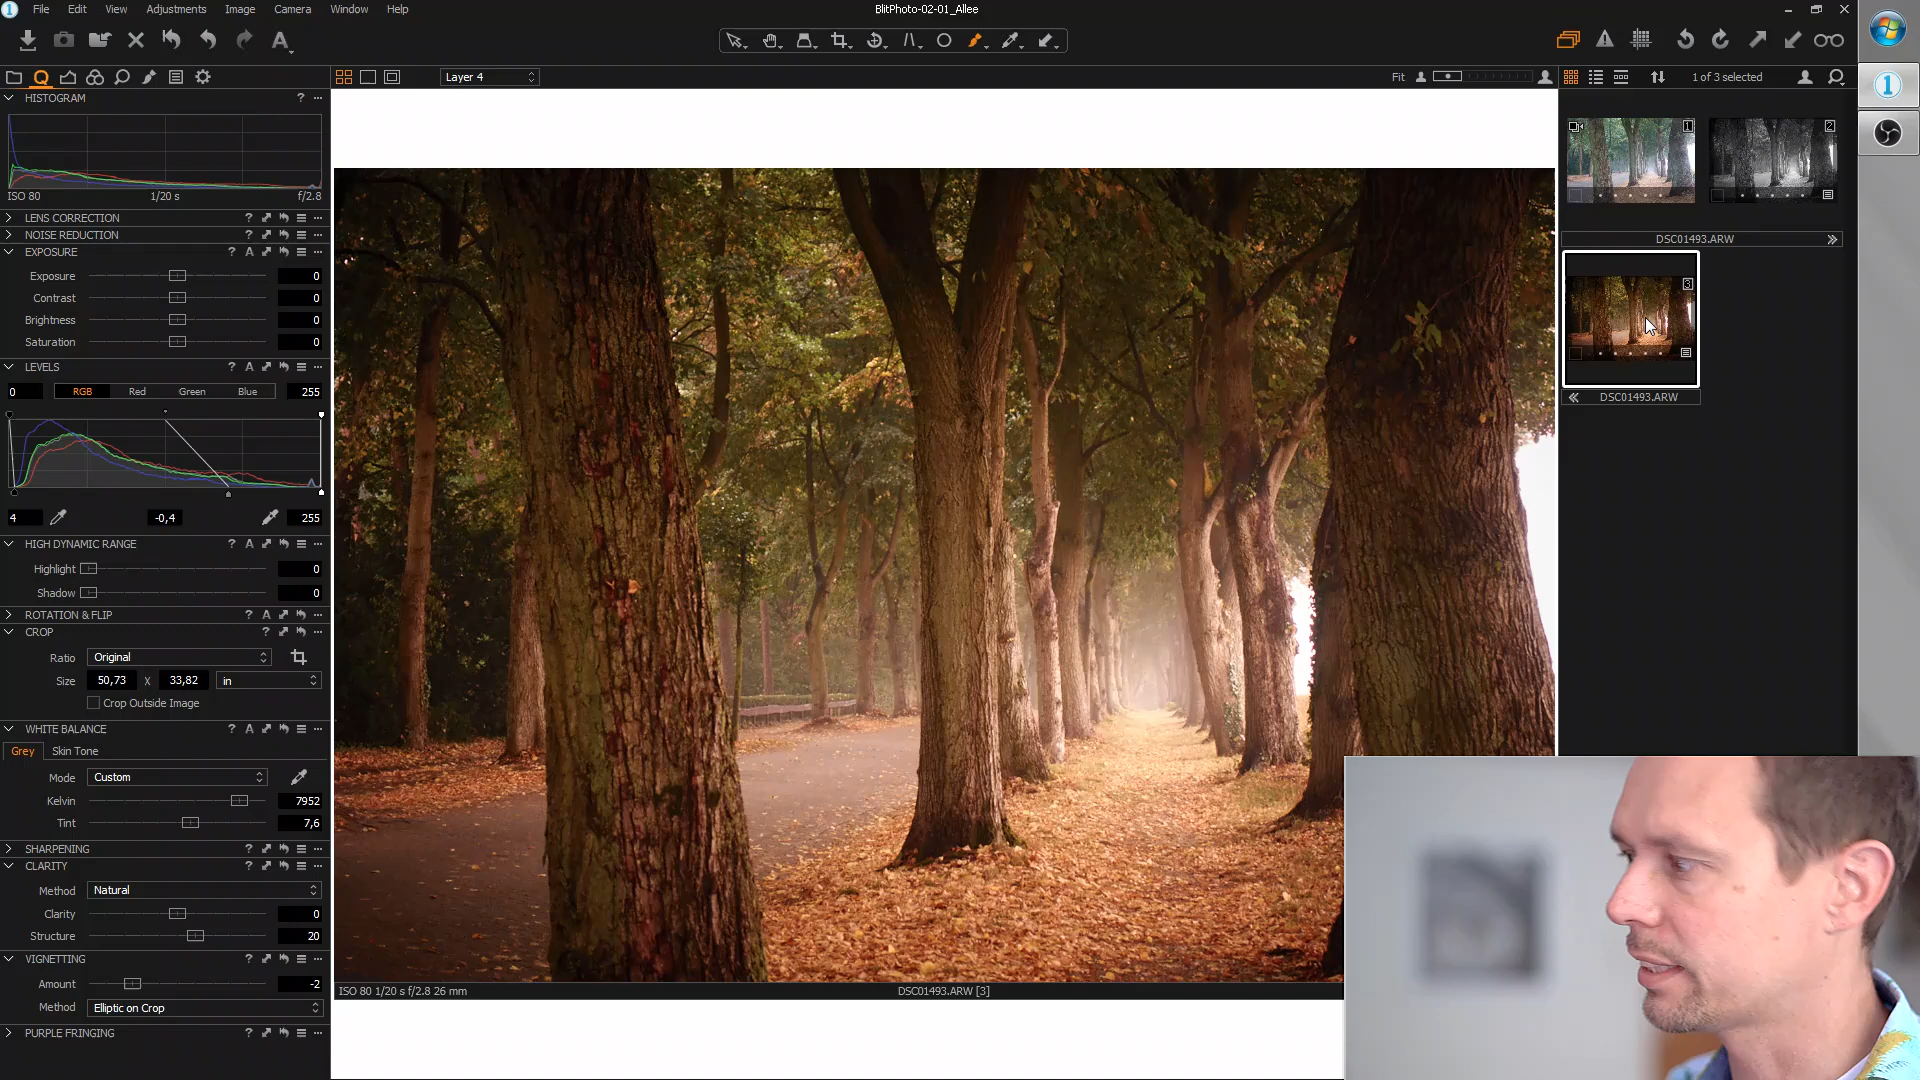 File Edit View Adjustments Image Camera Window Help
BlitPhoto-02-01_Allee
Layer 4
Fit
1 of 3 selected
HISTOGRAM
ISO 80 1/20 s f/2.8
LENS CORRECTION
NOISE REDUCTION
EXPOSURE
Exposure 0
Contrast 0
Brightness 0
Saturation 0
LEVELS
0 RGB Red Green Blue 255
4 -0,4 255
HIGH DYNAMIC RANGE
Highlight 0
Shadow 0
ROTATION & FLIP
CROP
Ratio Original
Size 50,73 X 33,82 in
Crop Outside Image
WHITE BALANCE
Grey Skin Tone
Mode Custom
Kelvin 7952
Tint 7,6
SHARPENING
CLARITY
Method Natural
Clarity 0
Structure 20
VIGNETTING
Amount -2
Method Elliptic on Crop
PURPLE FRINGING
ISO 80 1/20 s f/2.8 26 mm
DSC01493.ARW [3]
1
2
DSC01493.ARW
3
DSC01493.ARW